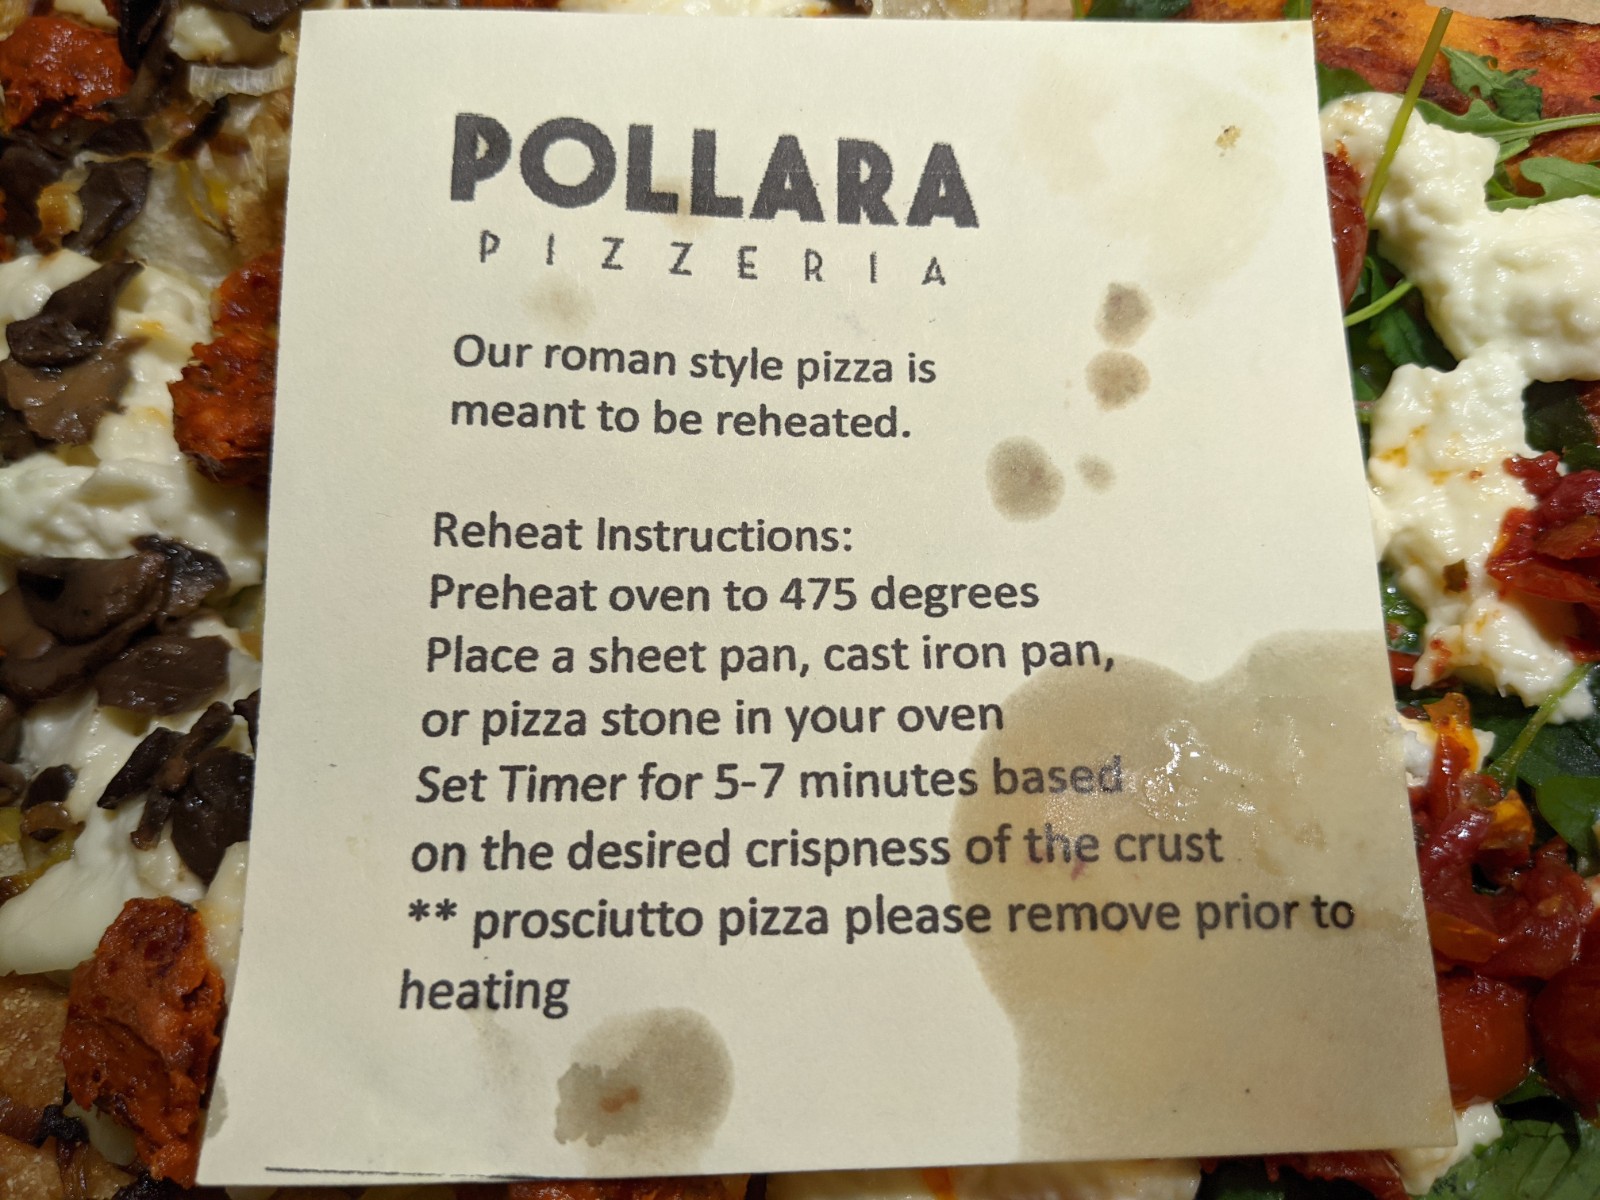 POLLARA
PIZZERIA
Our roman style pizza is
meant to be reheated.
Reheat Instructions:
Preheat oven to 475 degrees
Place a sheet pan, cast iron pan,
or pizza stone in your oven
Set Timer for 5-7 minutes based
on the desired crispness of the crust
** prosciutto pizza please remove prior to
heating